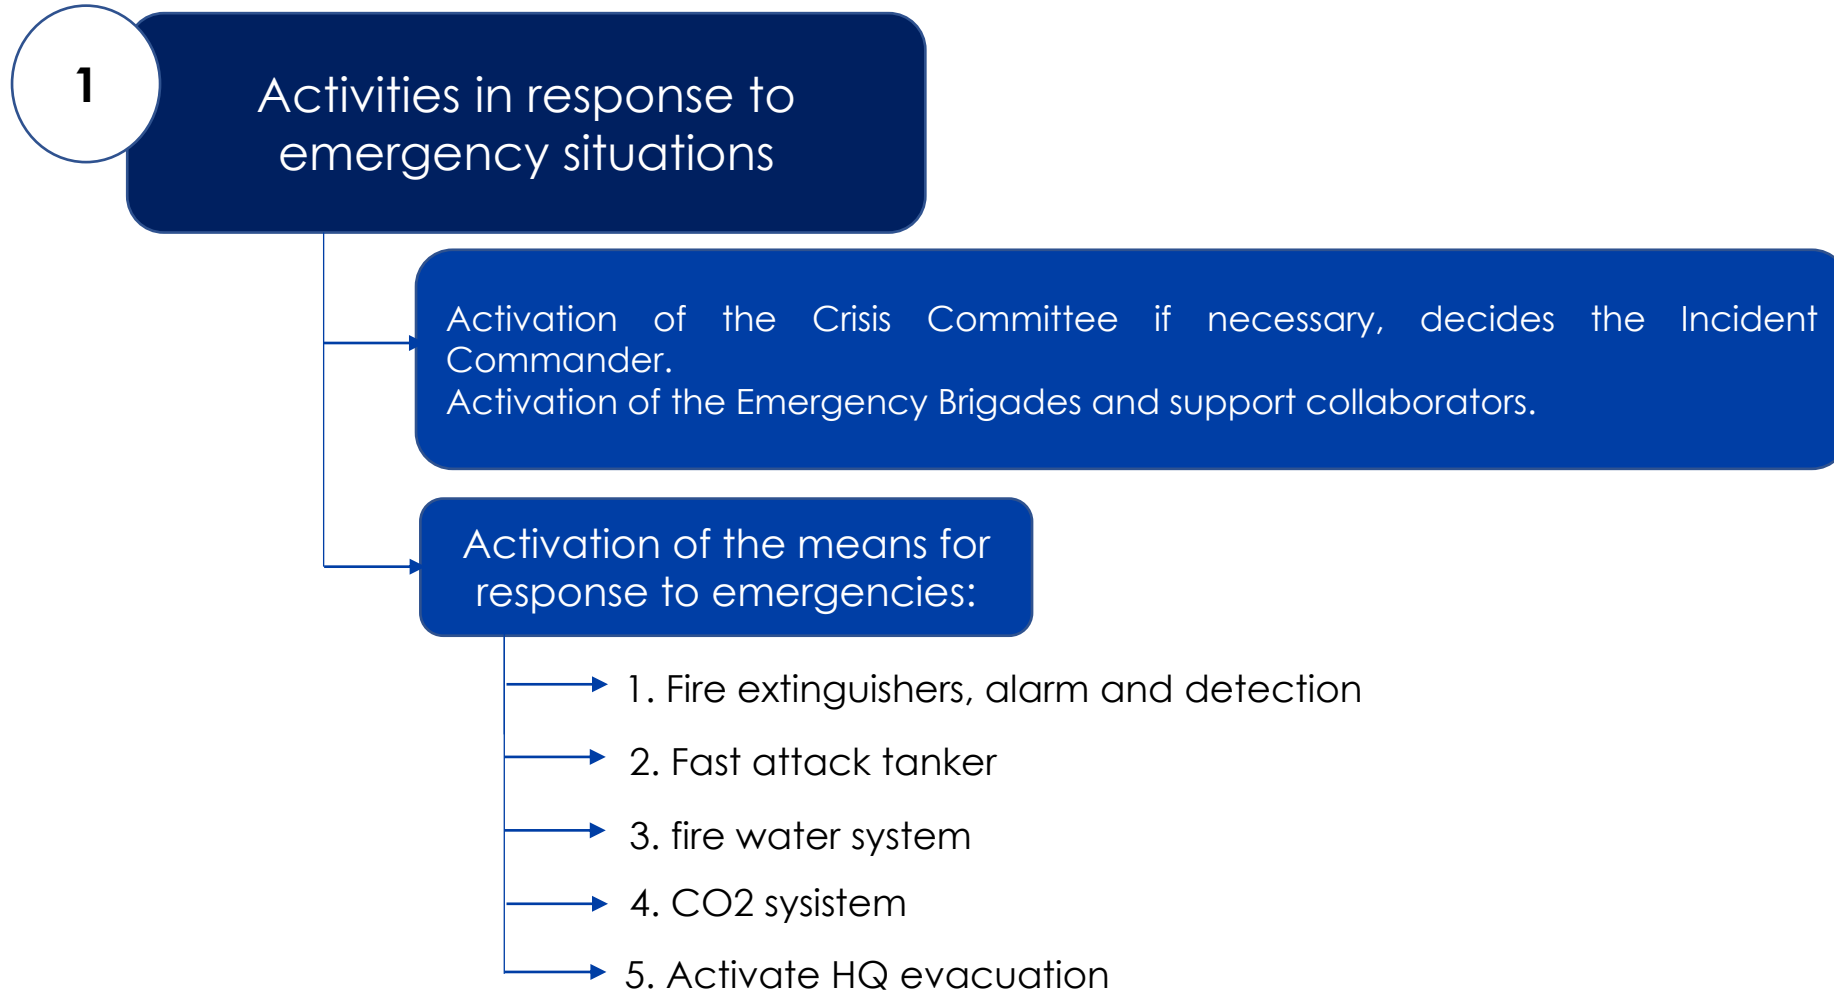 1
Activities in response to
emergency situations
Activation of the Crisis Committee if necessary, decides the Incident
Commander.
Activation of the Emergency Brigades and support collaborators.
Activation of the means for
response to emergencies:
1. Fire extinguishers, alarm and detection
2. Fast attack tanker
3. fire water system
4. CO2 sysistem
5. Activate HQ evacuation